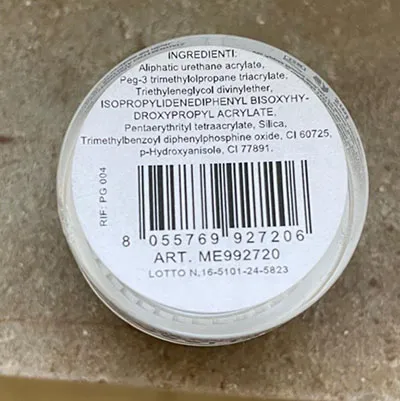 INGREDIENTI:
Aliphatic urethane acrylate,
Peg-3 trimethylolpropane triacrylate,
Triethyleneglycol divinylether,
ISOPROPYLIDENEDIPHENYL BISOXYHY-
DROXYPROPYL ACRYLATE,
Pentaerythrityl tetraacrylate, Silica,
Trimethylbenzoyl diphenylphosphine oxide, CI 60725,
p-Hydroxyanisole, CI 77891.
RIF: PG 004
8 055769 927206
ART. ME992720
LOTTO N.16-5101-24-5823